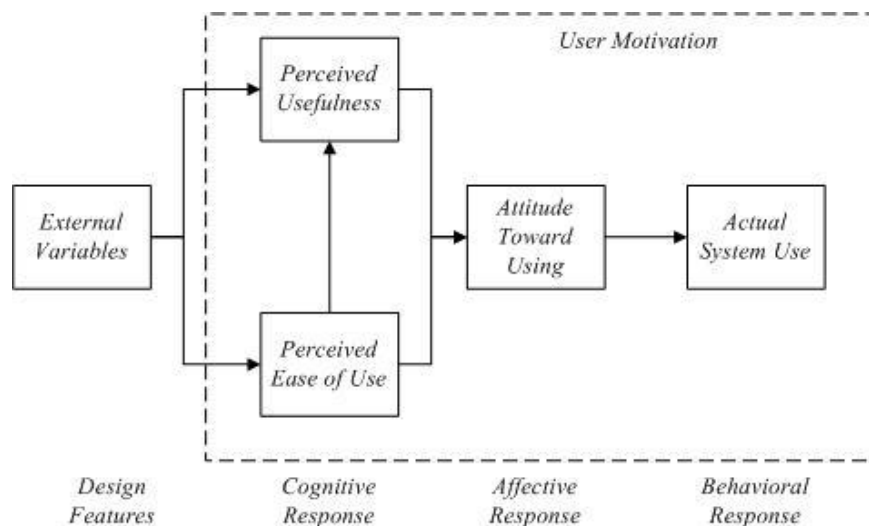 User Motivation
Perceived
Usefulness
External
Variables
Attitude
Toward
Using
Actual
System Use
Perceived
Ease of Use
Design
Features
Cognitive
Response
Affective
Response
Behavioral
Response